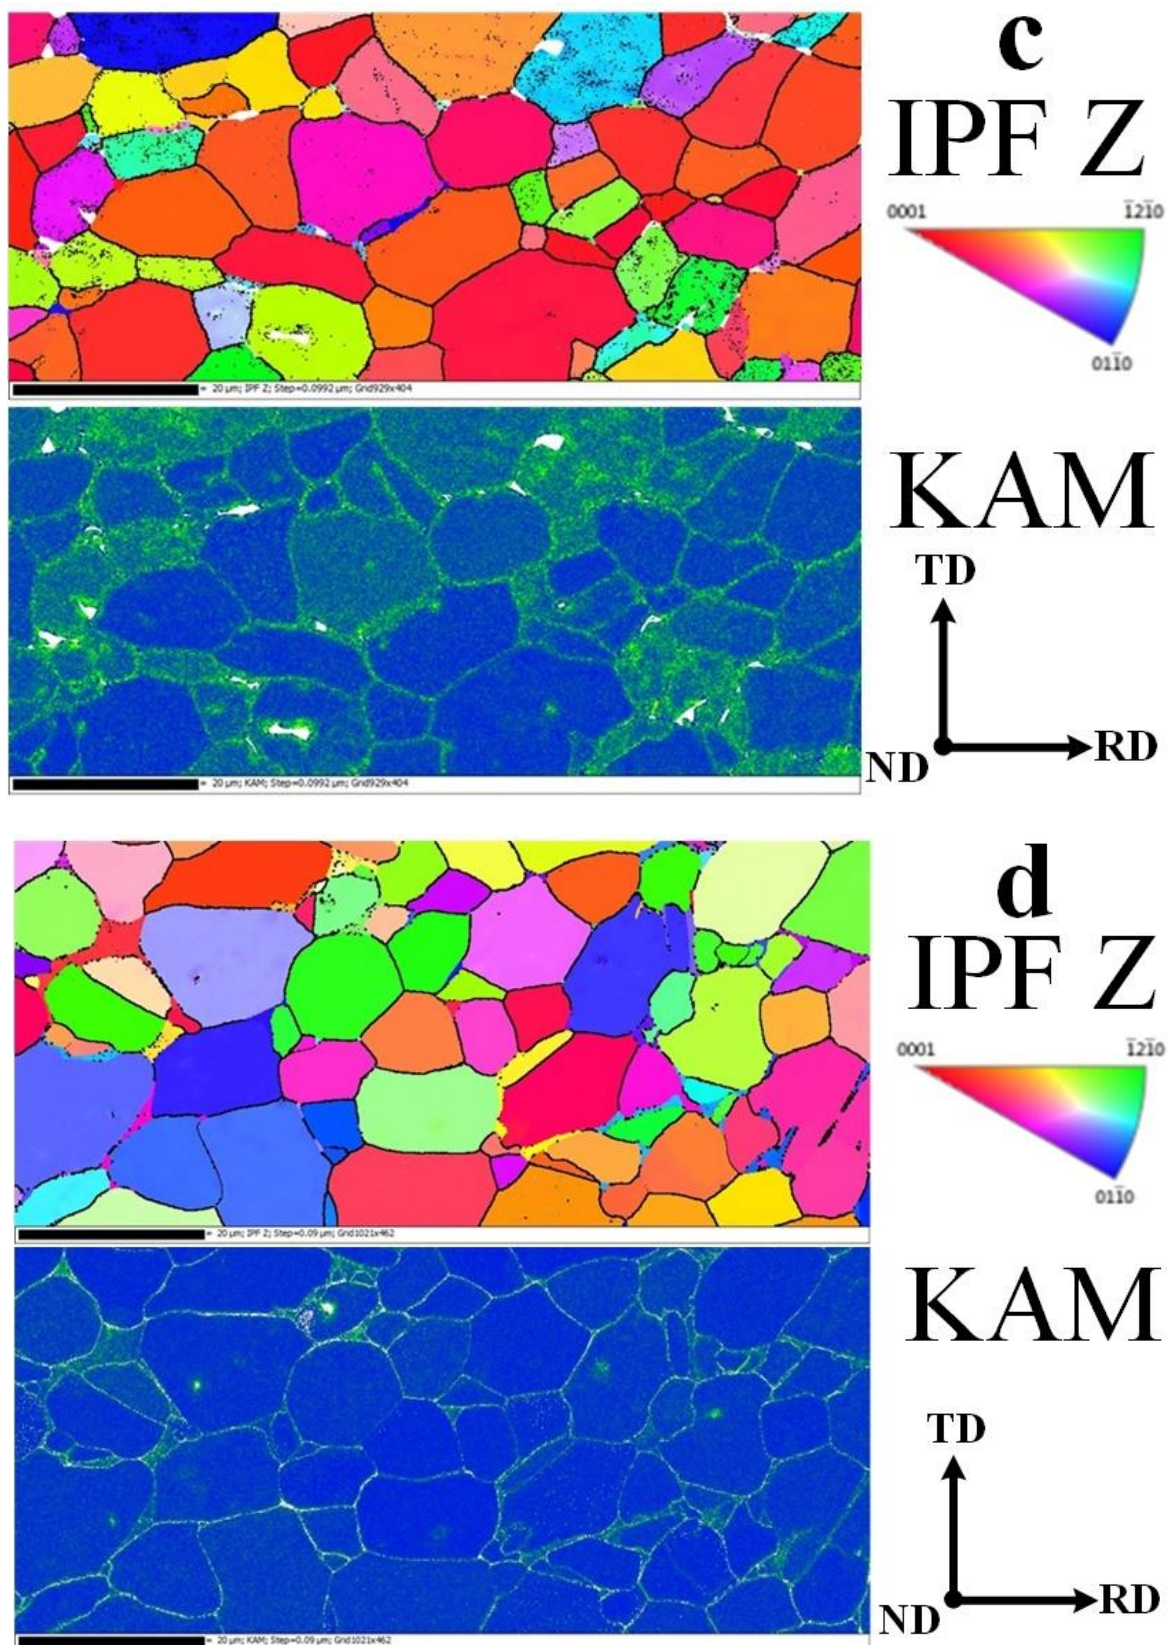 c
IPF Z
0001
1̅21̅0
011̅0
= 20 µm; IPF Z; Step=0.0992 µm; Grid929x404
KAM
TD
ND
RD
= 20 µm; KAM; Step=0.0992 µm; Grid929x404
d
IPF Z
0001
1̅21̅0
011̅0
= 20 µm; IPF Z; Step=0.09 µm; Grid1021x462
KAM
TD
ND
RD
= 20 µm; KAM; Step=0.09 µm; Grid1021x462